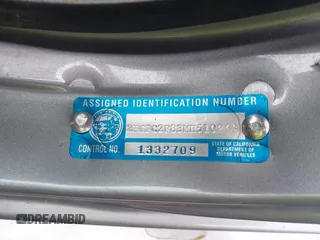 ASSIGNED IDENTIFICATION NUMBER
CONTROL NO. 1332709
STATE OF CALIFORNIA
DEPARTMENT OF
MOTOR VEHICLES
DREAMBID